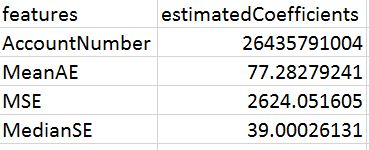 features estimatedCoefficients
AccountNumber 26435791004
MeanAE 77.28279241
MSE 2624.051605
MedianSE 39.00026131